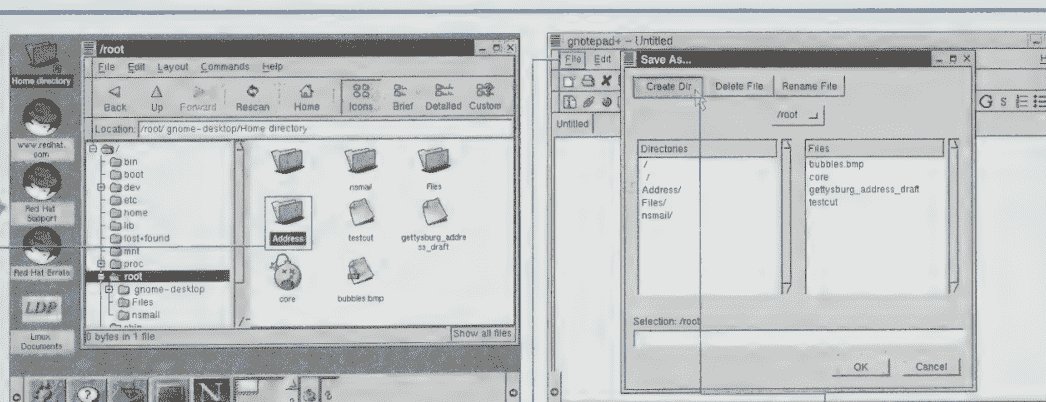 /root
File Edit Layout Commands Help
Back Up Forward Rescan Home Icons Brief Detailed Custom
Location: /root/ gnome-desktop/Home directory
/
bin
boot
dev
etc
home
lib
lost+found
mnt
proc
root
gnome-desktop
Files
nsmail
sbin
nsmail
Files
Address
testcut
gettysburg_addre
ss_draft
core
bubbles.bmp
0 bytes in 1 file
Show all files
Home directory
www.redhat.
com
Red Hat
Support
Red Hat Errata
LDP
Linux
Documents
N
gnotepad+ - Untitled
File Edit
H
Untitled
G S
Save As...
Create Dir Delete File Rename File
/root
Directories
./
../
Address/
Files/
nsmail/
Files
bubbles.bmp
core
gettysburg_address_draft
testcut
Selection: /root
OK Cancel